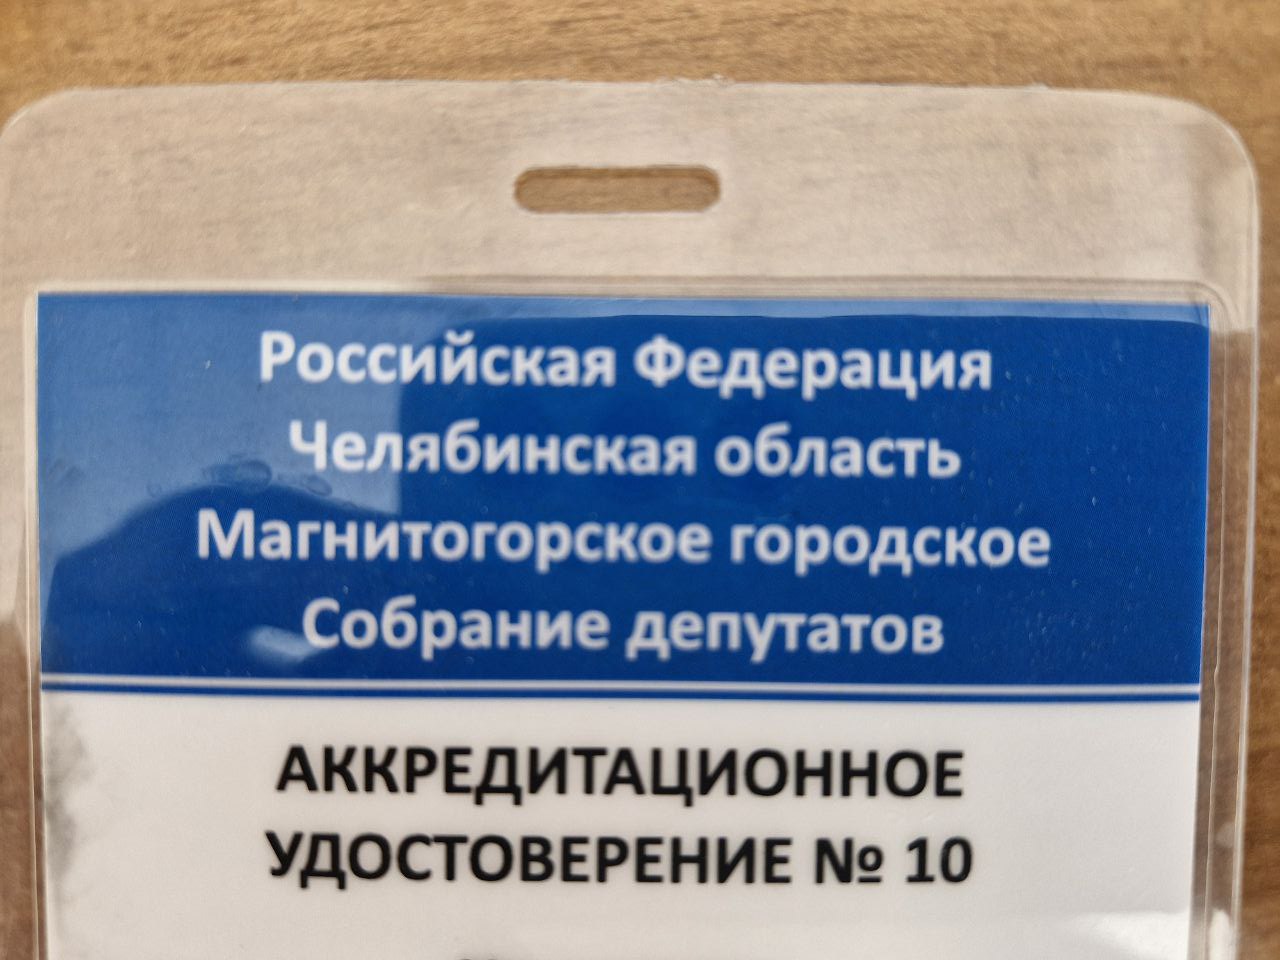 Российская Федерация
Челябинская область
Магнитогорское городское
Собрание депутатов
АККРЕДИТАЦИОННОЕ
УДОСТОВЕРЕНИЕ № 10